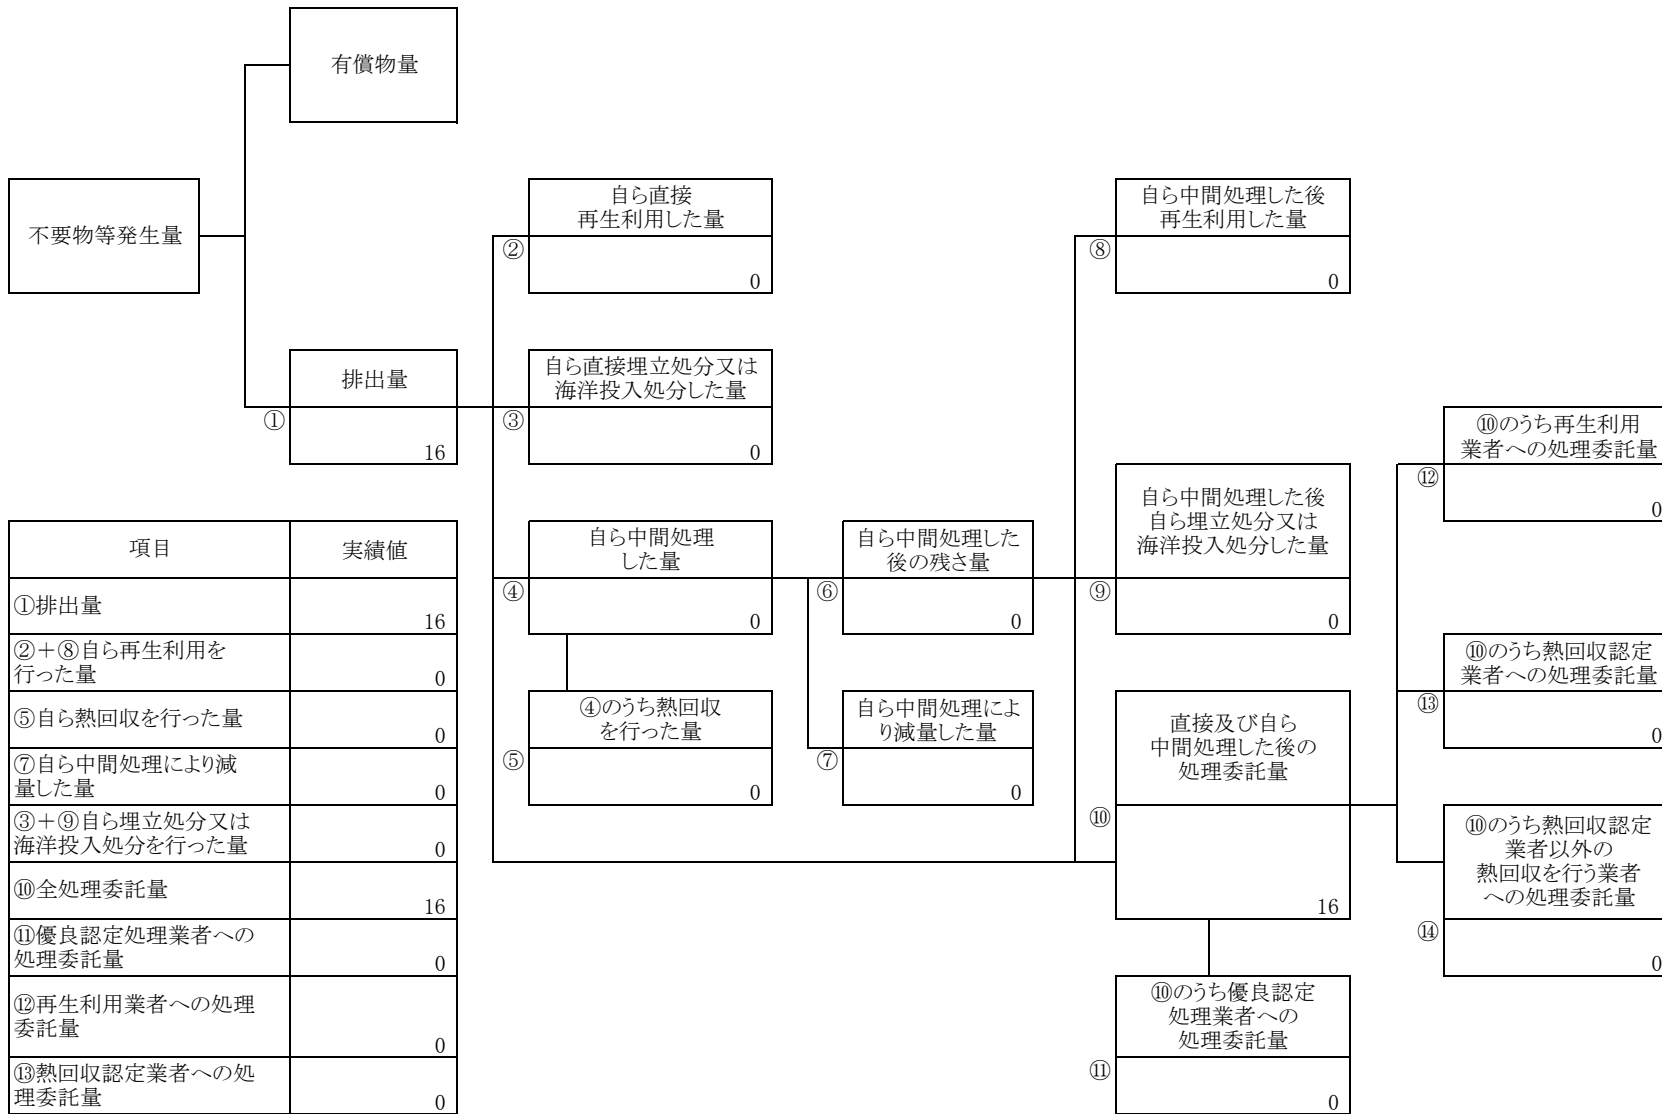 有償物量
不要物等発生量
自ら直接
再生利用した量
②
0
自ら中間処理した後
再生利用した量
⑧
0
排出量
①
16
自ら直接埋立処分又は
海洋投入処分した量
③
0
⑩のうち再生利用
業者への処理委託量
⑫
0
自ら中間処理した後
自ら埋立処分又は
海洋投入処分した量
⑨
0
自ら中間処理
した量
④
0
自ら中間処理した
後の残さ量
⑥
0
⑩のうち熱回収認定
業者への処理委託量
⑬
0
④のうち熱回収
を行った量
⑤
0
自ら中間処理によ
り減量した量
⑦
0
直接及び自ら
中間処理した後の
処理委託量
⑩
16
⑩のうち熱回収認定
業者以外の
熱回収を行う業者
への処理委託量
⑭
0
⑩のうち優良認定
処理業者への
処理委託量
⑪
0
項目 実績値
①排出量 16
②+⑧自ら再生利用を
行った量 0
⑤自ら熱回収を行った量 0
⑦自ら中間処理により減
量した量 0
③+⑨自ら埋立処分又は
海洋投入処分を行った量 0
⑩全処理委託量 16
⑪優良認定処理業者への
処理委託量 0
⑫再生利用業者への処理
委託量 0
⑬熱回収認定業者への処
理委託量 0